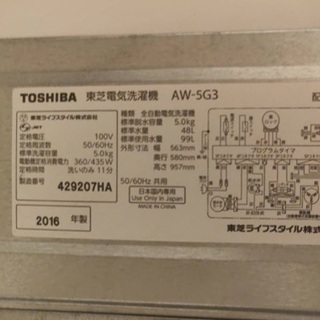 TOSHIBA 東芝電気洗濯機 AW-5G3
配
東芝ライフスタイル株式会社
JET
定格電圧 100V
定格周波数 50/60Hz
標準洗濯容量 5.0kg
電動機定格消費電力 360/435W
定格時間 洗いのみ 11分
製造番号 429207HA
2016 年製
種類 全自動電気洗濯機
標準脱水容量 5.0kg
標準水量 48L
標準使用水量 99L
外形寸法 幅 563mm
奥行 580mm
高さ 957mm
50/60Hz 共用
日本国内専用
Use Only in Japan
MADE IN CHINA
プログラムタイマ
東芝ライフスタイル株式